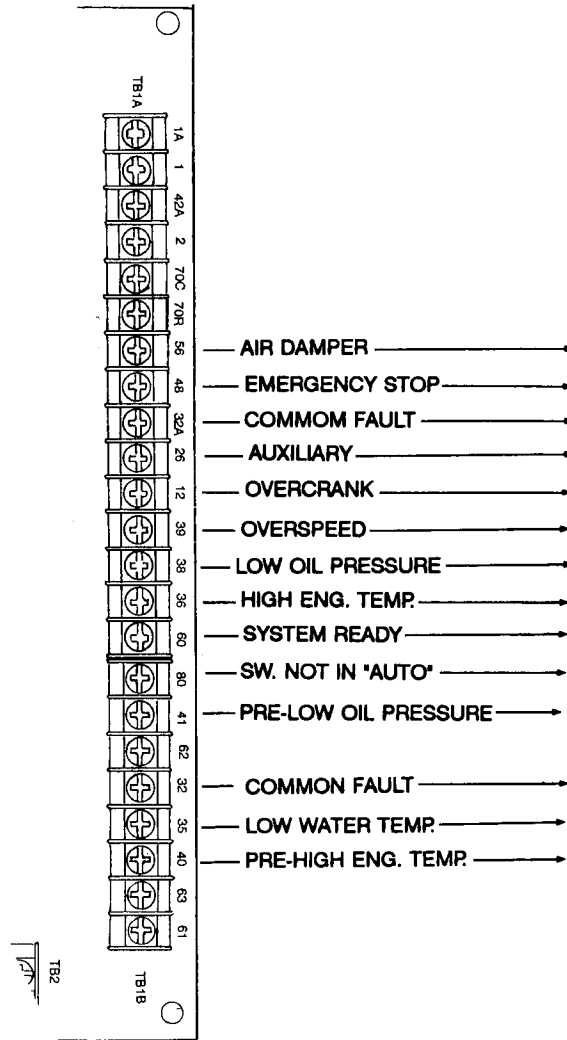 TB1A
1A
1
42A
2
70C
70R
56 AIR DAMPER
48 EMERGENCY STOP
32A COMMOM FAULT
26 AUXILIARY
12 OVERCRANK
39 OVERSPEED
38 LOW OIL PRESSURE
36 HIGH ENG. TEMP.
60 SYSTEM READY
80 SW. NOT IN "AUTO"
41 PRE-LOW OIL PRESSURE
62
32 COMMON FAULT
35 LOW WATER TEMP.
40 PRE-HIGH ENG. TEMP.
63
61
TB1B
TB2